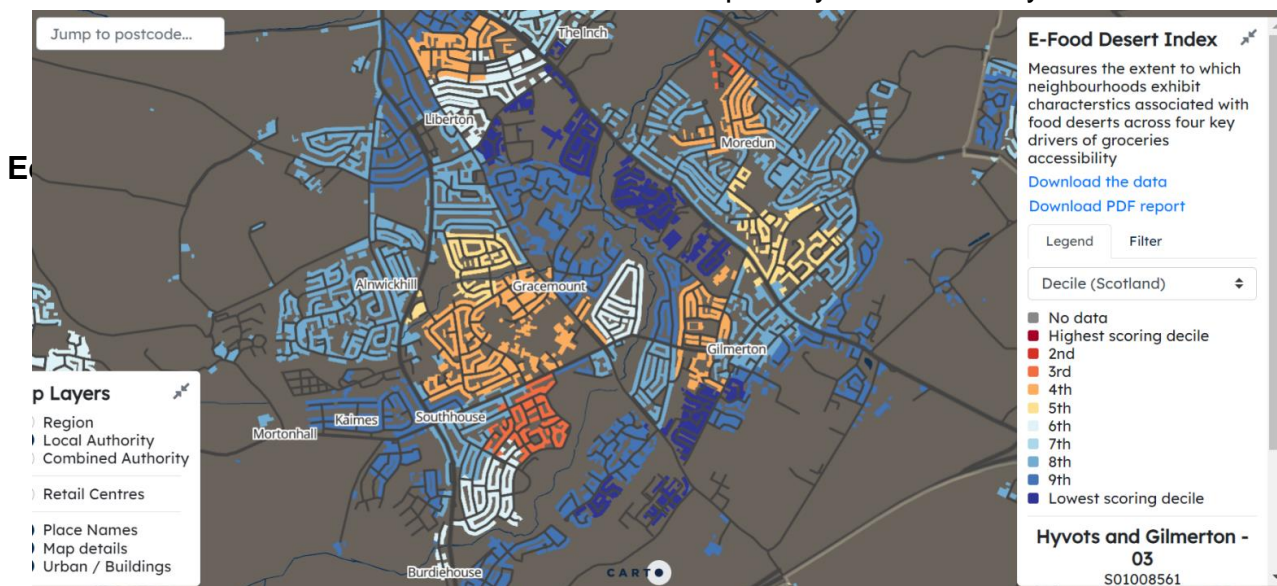 Jump to postcode...
The Inch
Liberton
Moredun
Alnwickhill
Gracemount
Gilmerton
Southhouse
Kaimes
Mortonhall
Burdiehouse
CARTO
p Layers
Region
Local Authority
Combined Authority
Retail Centres
Place Names
Map details
Urban / Buildings
E-Food Desert Index
Measures the extent to which
neighbourhoods exhibit
characterstics associated with
food deserts across four key
drivers of groceries
accessibility
Download the data
Download PDF report
Legend Filter
Decile (Scotland)
No data
Highest scoring decile
2nd
3rd
4th
5th
6th
7th
8th
9th
Lowest scoring decile
Hyvots and Gilmerton -
03
S01008561